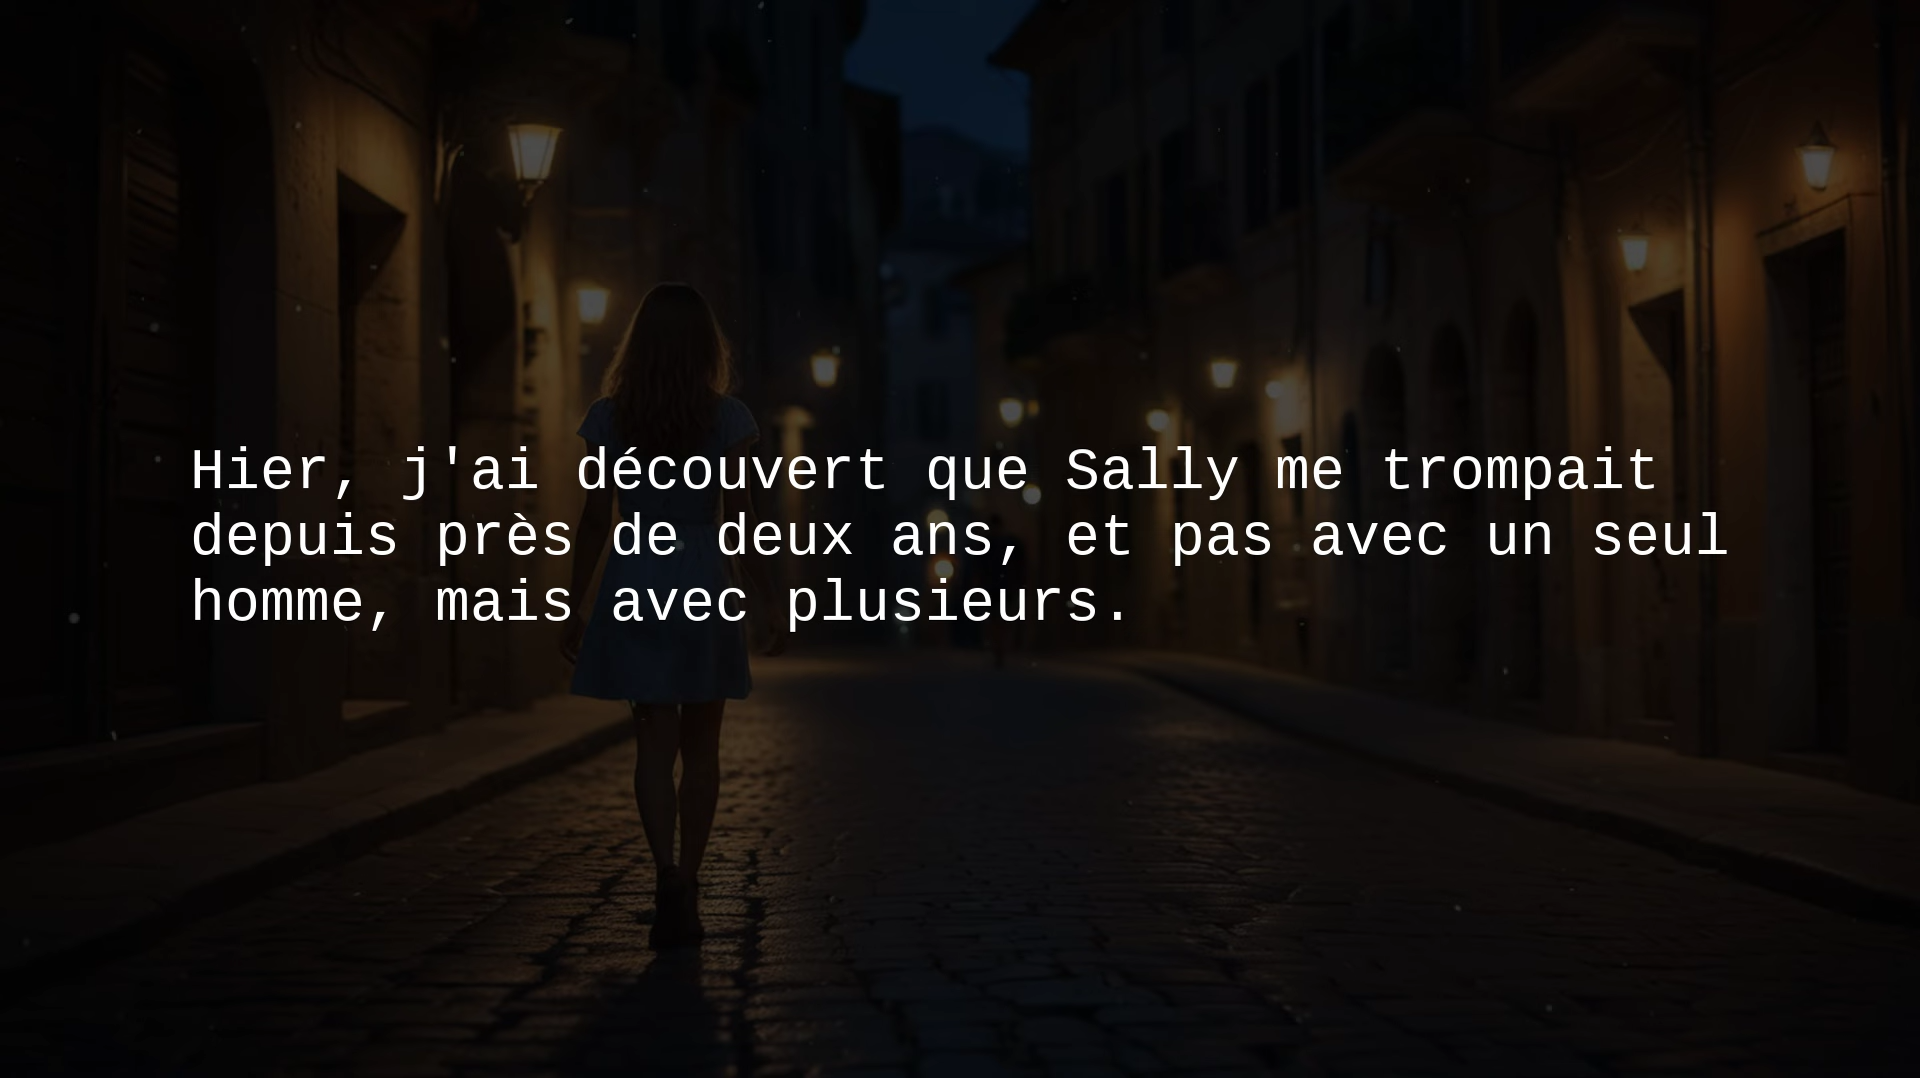 Hier, j'ai découvert que Sally me trompait
depuis près de deux ans, et pas avec un seul
homme, mais avec plusieurs.